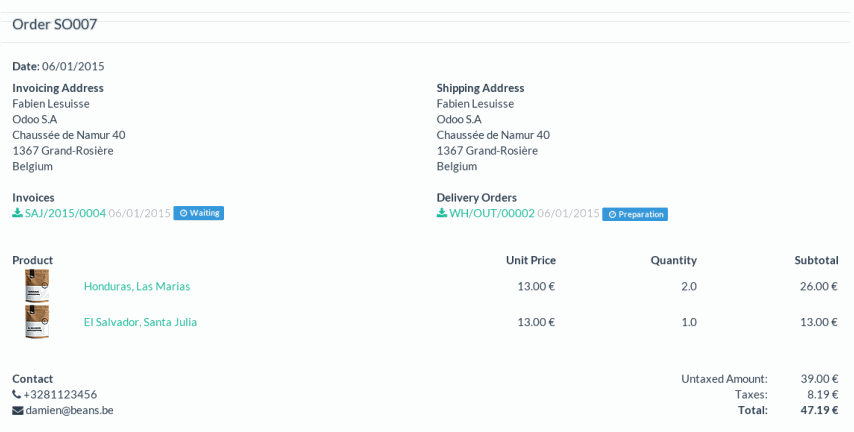 Order SO007
Date: 06/01/2015
Invoicing Address
Fabien Lesuisse
Odoo S.A
Chaussée de Namur 40
1367 Grand-Rosière
Belgium
Shipping Address
Fabien Lesuisse
Odoo S.A
Chaussée de Namur 40
1367 Grand-Rosière
Belgium
Invoices
SAJ/2015/0004 06/01/2015 Waiting
Delivery Orders
WH/OUT/00002 06/01/2015 Preparation
Product Unit Price Quantity Subtotal
Honduras, Las Marias 13.00 € 2.0 26.00 €
El Salvador, Santa Julia 13.00 € 1.0 13.00 €
Contact
+3281123456
damien@beans.be
Untaxed Amount: 39.00 €
Taxes: 8.19 €
Total: 47.19 €